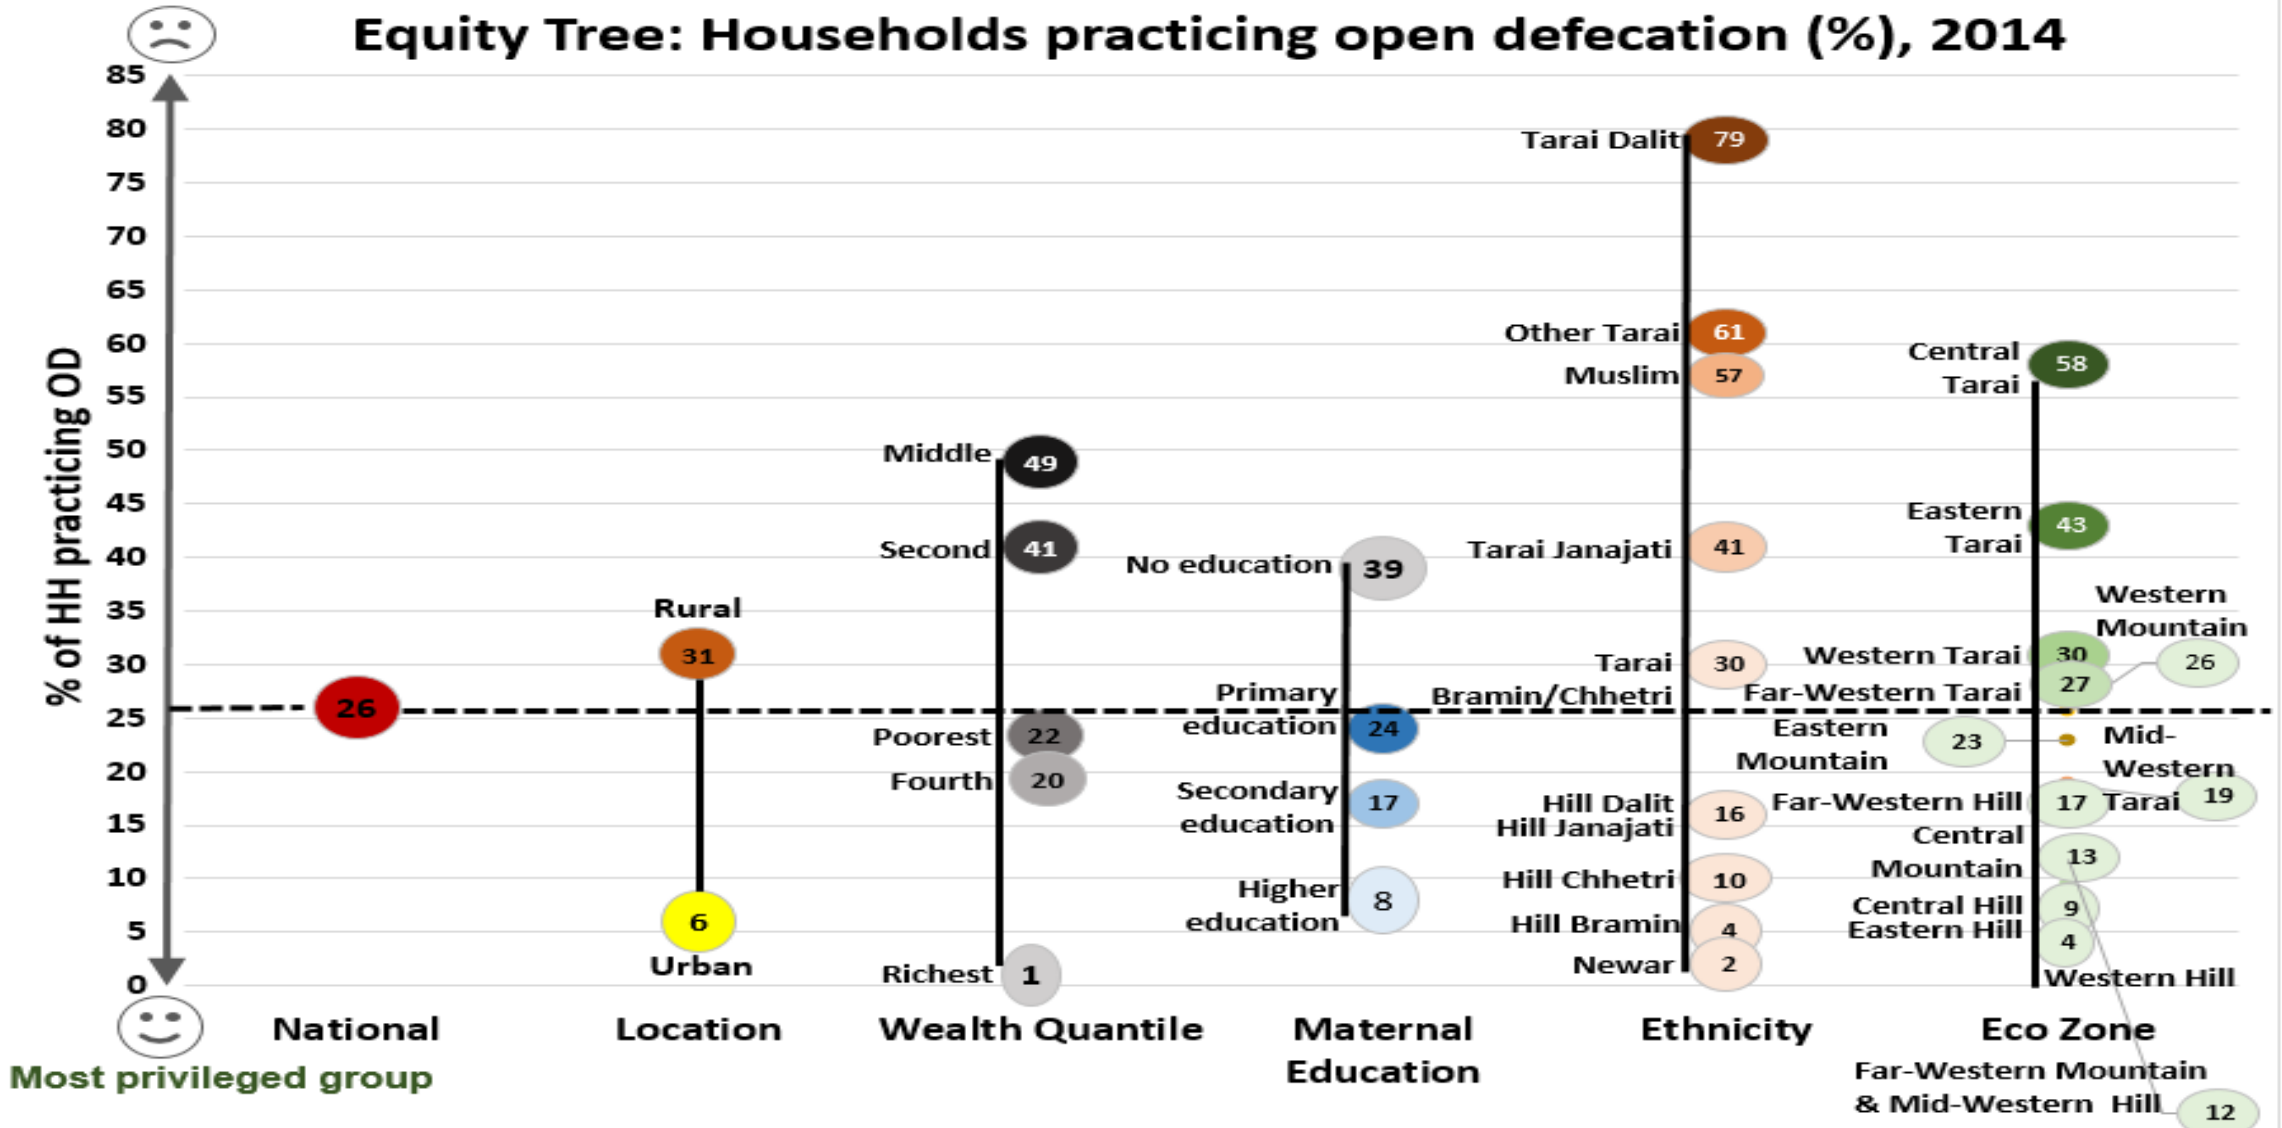 Equity Tree: Households practicing open defecation (%), 2014
% of HH practicing OD
85
80
75
70
65
60
55
50
45
40
35
30
25
20
15
10
5
0
Most privileged group
26
National
Rural
31
6
Urban
Location
Middle
49
Second
41
Poorest
22
Fourth
20
Richest
1
Wealth Quantile
No education
39
Primary
education
24
Secondary
education
17
Higher
education
8
Maternal
Education
Tarai Dalit
79
Other Tarai
61
Muslim
57
Tarai Janajati
41
Tarai
Bramin/Chhetri
30
Hill Dalit
Hill Janajati
16
Hill Chhetri
10
Hill Bramin
4
Newar
2
Ethnicity
Central
Tarai
58
Eastern
Tarai
43
Western
Mountain
26
Western Tarai
30
Far-Western Tarai
27
Eastern
Mountain
23
Mid-
Western
Tarai
19
Far-Western Hill
17
Central
Mountain
13
Central Hill
9
Eastern Hill
4
Western Hill
Eco Zone
Far-Western Mountain
& Mid-Western Hill
12